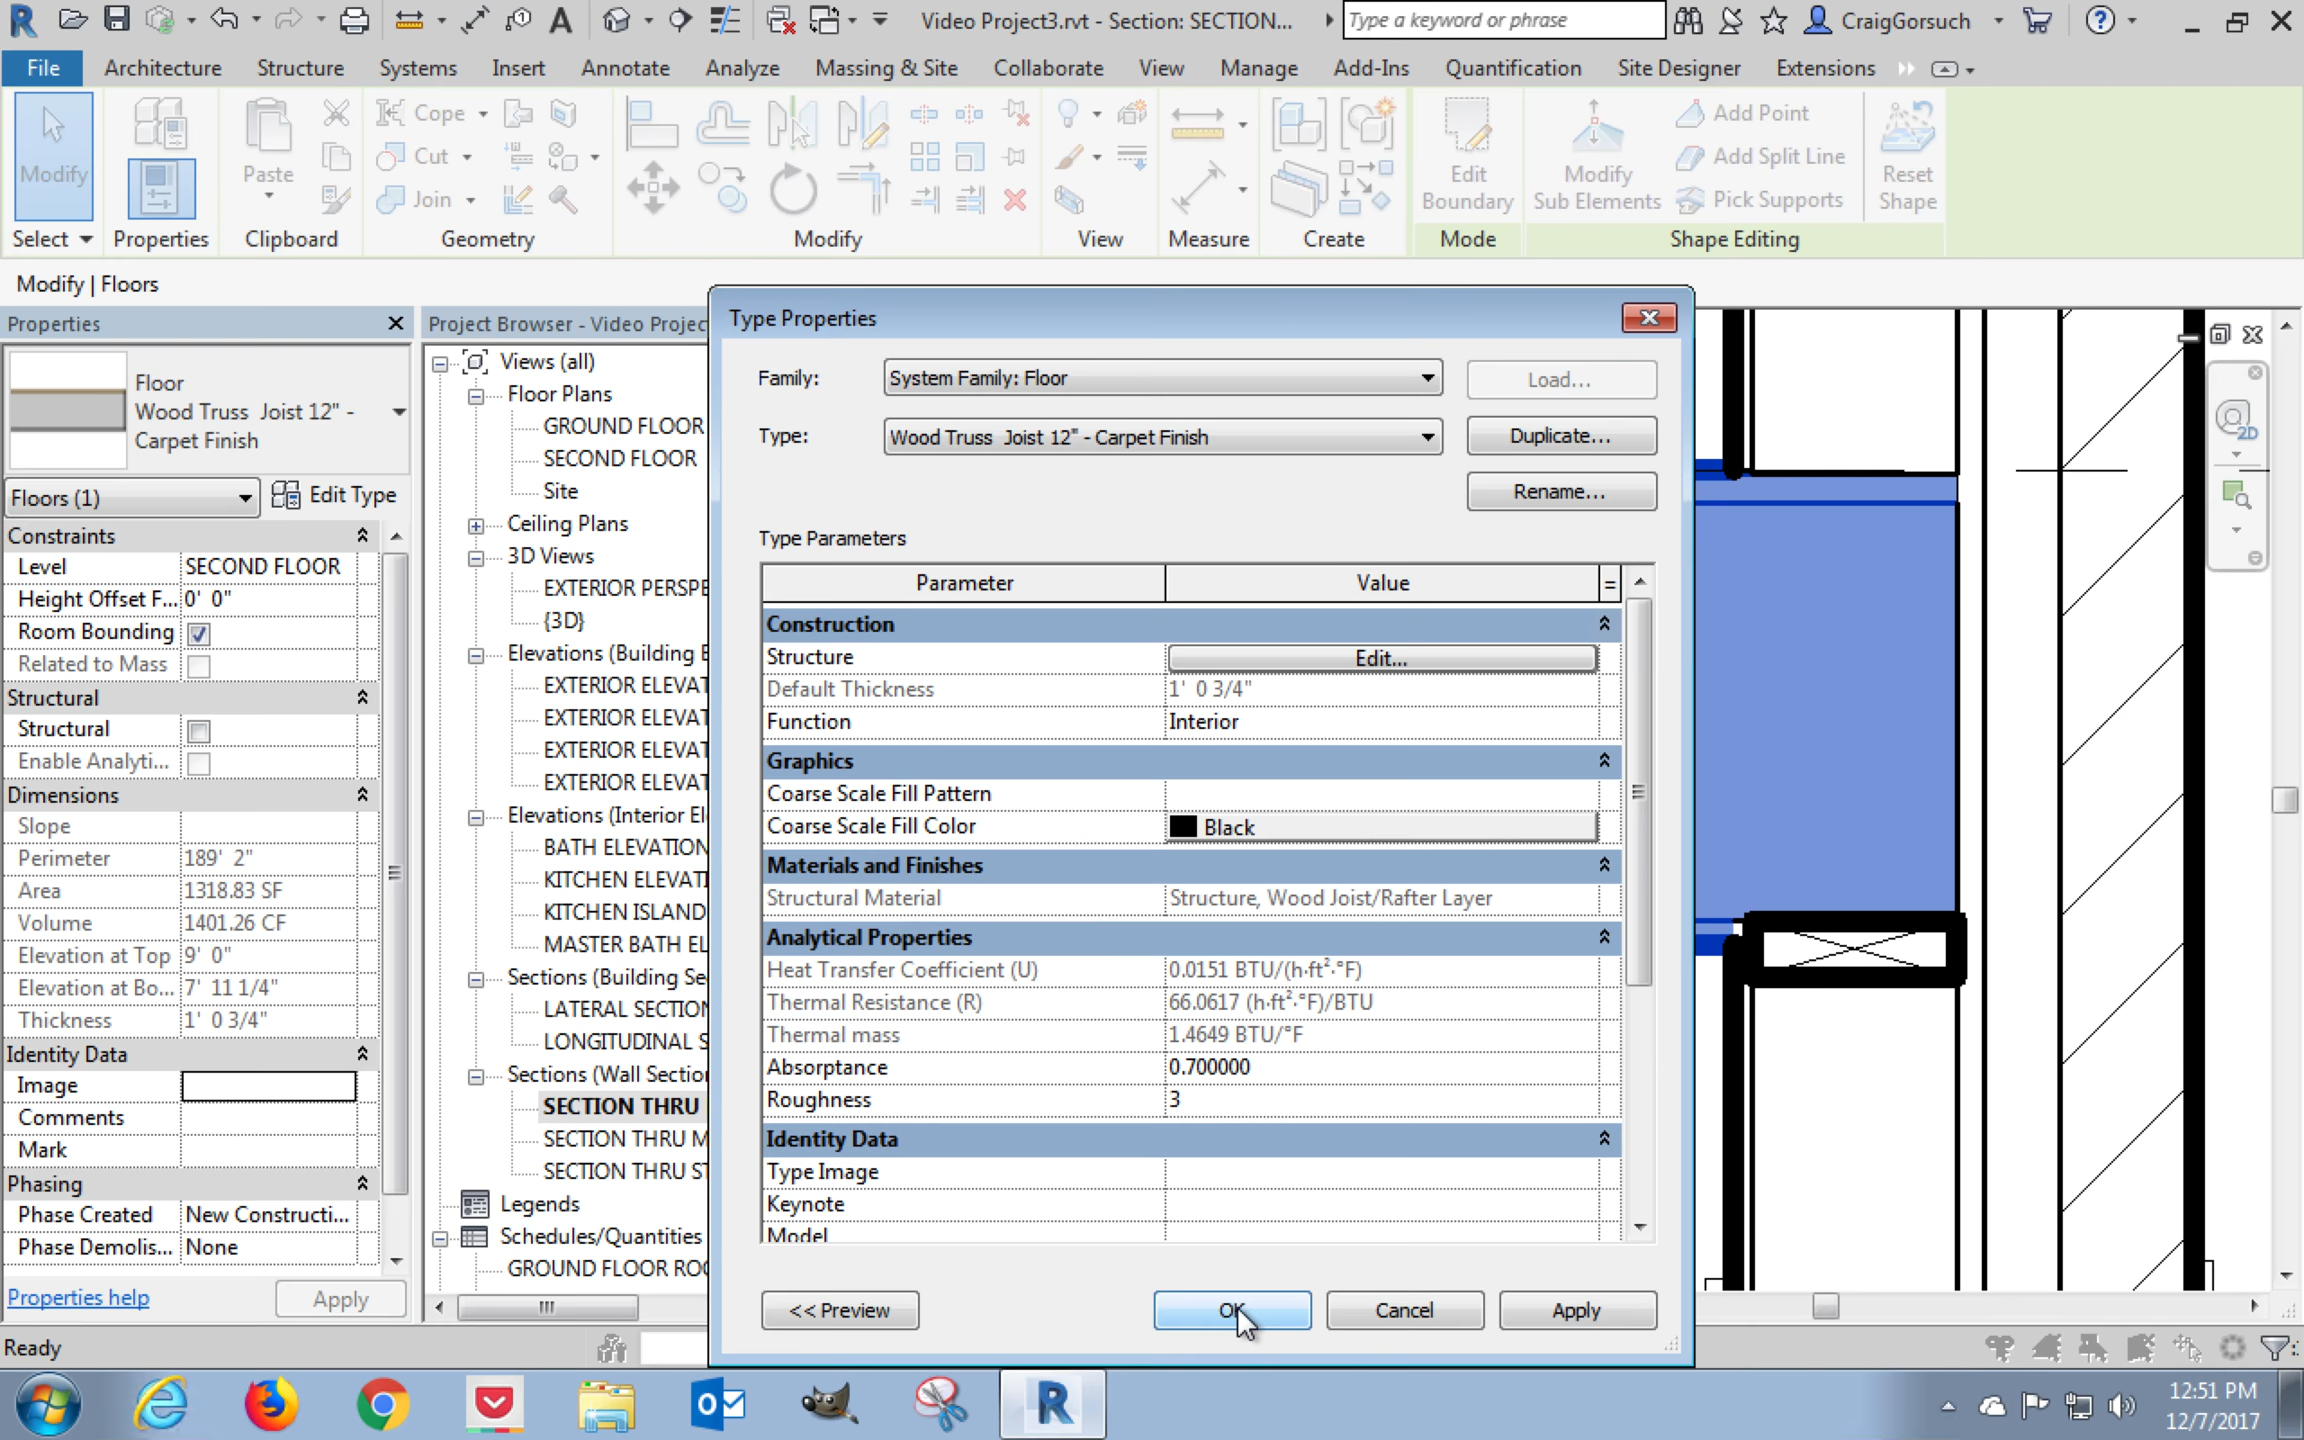 Video Project3.rvt - Section: SECTION...
Type a keyword or phrase
CraigGorsuch
File Architecture Structure Systems Insert Annotate Analyze Massing & Site Collaborate View Manage Add-Ins Quantification Site Designer Extensions
Modify
Paste
Cope
Cut
Join
Edit Boundary
Modify Sub Elements
Add Point
Add Split Line
Pick Supports
Reset Shape
Select Properties Clipboard Geometry Modify View Measure Create Mode Shape Editing
Modify | Floors
Properties
Floor
Wood Truss Joist 12" -
Carpet Finish
Floors (1) Edit Type
Constraints
Level SECOND FLOOR
Height Offset F... 0' 0"
Room Bounding
Related to Mass
Structural
Structural
Enable Analyti...
Dimensions
Slope
Perimeter 189' 2"
Area 1318.83 SF
Volume 1401.26 CF
Elevation at Top 9' 0"
Elevation at Bo... 7' 11 1/4"
Thickness 1' 0 3/4"
Identity Data
Image
Comments
Mark
Phasing
Phase Created New Constructi...
Phase Demolis... None
Properties help Apply
Ready
Project Browser - Video Projec
Views (all)
Floor Plans
GROUND FLOOR
SECOND FLOOR
Site
Ceiling Plans
3D Views
EXTERIOR PERSPE
{3D}
Elevations (Building E
EXTERIOR ELEVAT
EXTERIOR ELEVAT
EXTERIOR ELEVAT
EXTERIOR ELEVAT
Elevations (Interior El
BATH ELEVATION
KITCHEN ELEVATI
KITCHEN ISLAND
MASTER BATH EL
Sections (Building Se
LATERAL SECTION
LONGITUDINAL S
Sections (Wall Section
SECTION THRU
SECTION THRU M
SECTION THRU ST
Legends
Schedules/Quantities
GROUND FLOOR ROO
Type Properties
Family: System Family: Floor Load...
Type: Wood Truss Joist 12" - Carpet Finish Duplicate...
Rename...
Type Parameters
Parameter Value =
Construction
Structure Edit...
Default Thickness 1' 0 3/4"
Function Interior
Graphics
Coarse Scale Fill Pattern
Coarse Scale Fill Color Black
Materials and Finishes
Structural Material Structure, Wood Joist/Rafter Layer
Analytical Properties
Heat Transfer Coefficient (U) 0.0151 BTU/(h·ft²·°F)
Thermal Resistance (R) 66.0617 (h·ft²·°F)/BTU
Thermal mass 1.4649 BTU/°F
Absorptance 0.700000
Roughness 3
Identity Data
Type Image
Keynote
Model
<< Preview OK Cancel Apply
2D
12:51 PM
12/7/2017